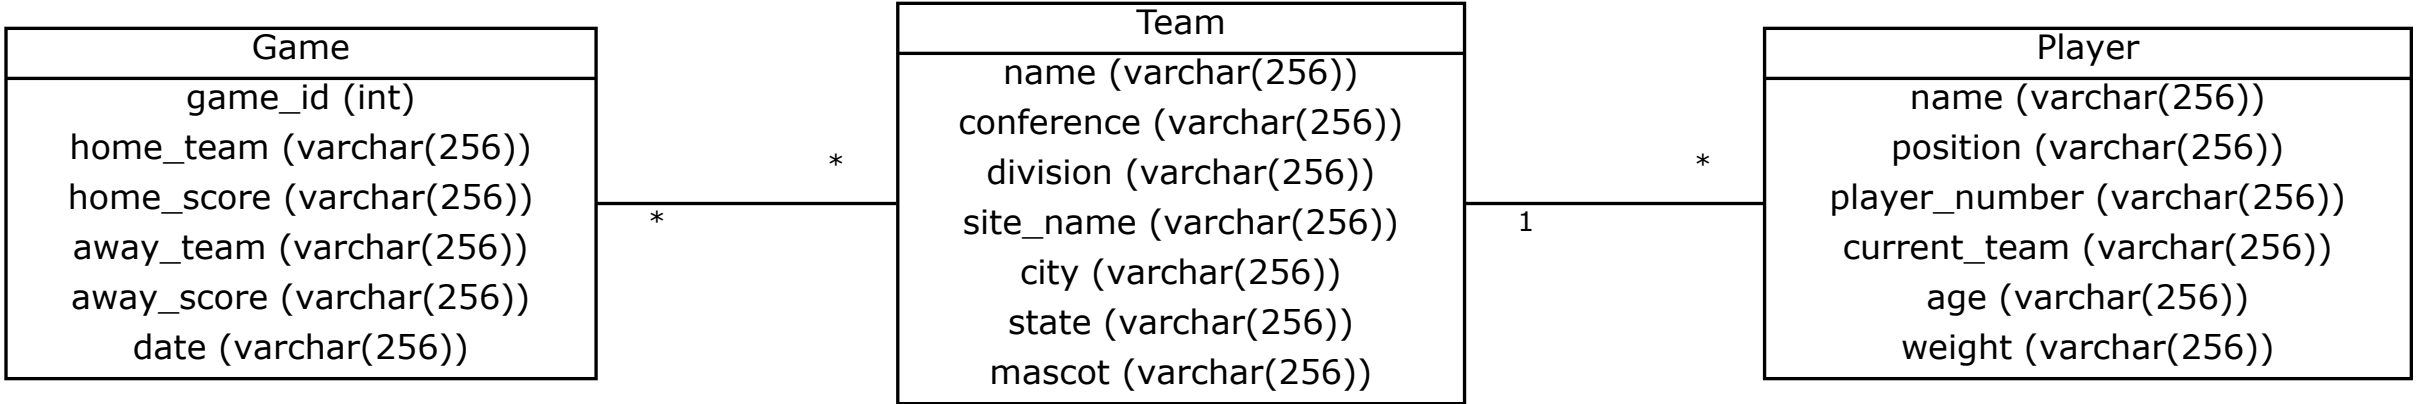 Game
game_id (int)
home_team (varchar(256))
home_score (varchar(256))
away_team (varchar(256))
away_score (varchar(256))
date (varchar(256))
*
*
Team
name (varchar(256))
conference (varchar(256))
division (varchar(256))
site_name (varchar(256))
city (varchar(256))
state (varchar(256))
mascot (varchar(256))
1
*
Player
name (varchar(256))
position (varchar(256))
player_number (varchar(256))
current_team (varchar(256))
age (varchar(256))
weight (varchar(256))